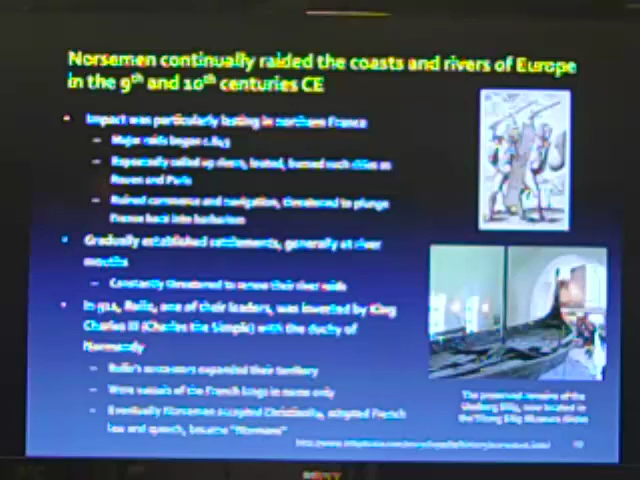 Norsemen continually raided the coasts and rivers of Europe
in the 9th and 10th centuries CE
Impact was particularly lasting in northern France
– Major raids began c.843
– Repeatedly sailed up rivers, looted, burned such cities as
Rouen and Paris
– Ruined commerce and navigation, threatened to plunge
France back into barbarism
Gradually established settlements, generally at river
mouths
– Constantly threatened to renew their river raids
In 911, Rollo, one of their leaders, was invested by King
Charles III (Charles the Simple) with the duchy of
Normandy
– Rollo's successors expanded their territory
– Were vassals of the French kings in name only
– Eventually Norsemen accepted Christianity, adopted French
law and speech, became "Normans"
The preserved remains of the
Ship, now located in
the Viking Ship Museum
SONY